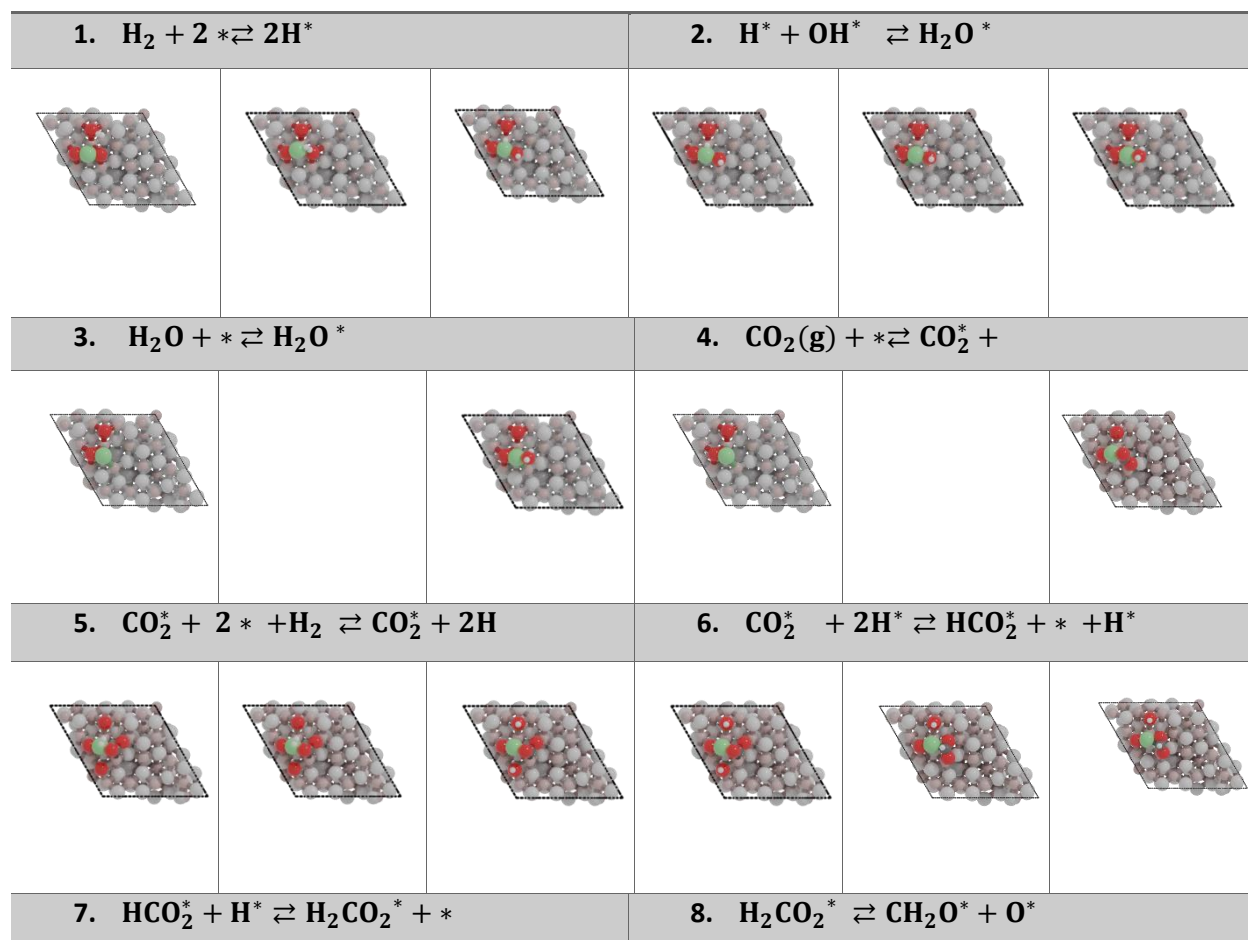 1. H₂ + 2 *⇄ 2H*
2. H* + OH* ⇄ H₂O *
3. H₂O + * ⇄ H₂O *
4. CO₂(g) + *⇄ CO₂* +
5. CO₂* + 2 * +H₂ ⇄ CO₂* + 2H
6. CO₂* + 2H* ⇄ HCO₂* + * +H*
7. HCO₂* + H* ⇄ H₂CO₂* + *
8. H₂CO₂* ⇄ CH₂O* + O*